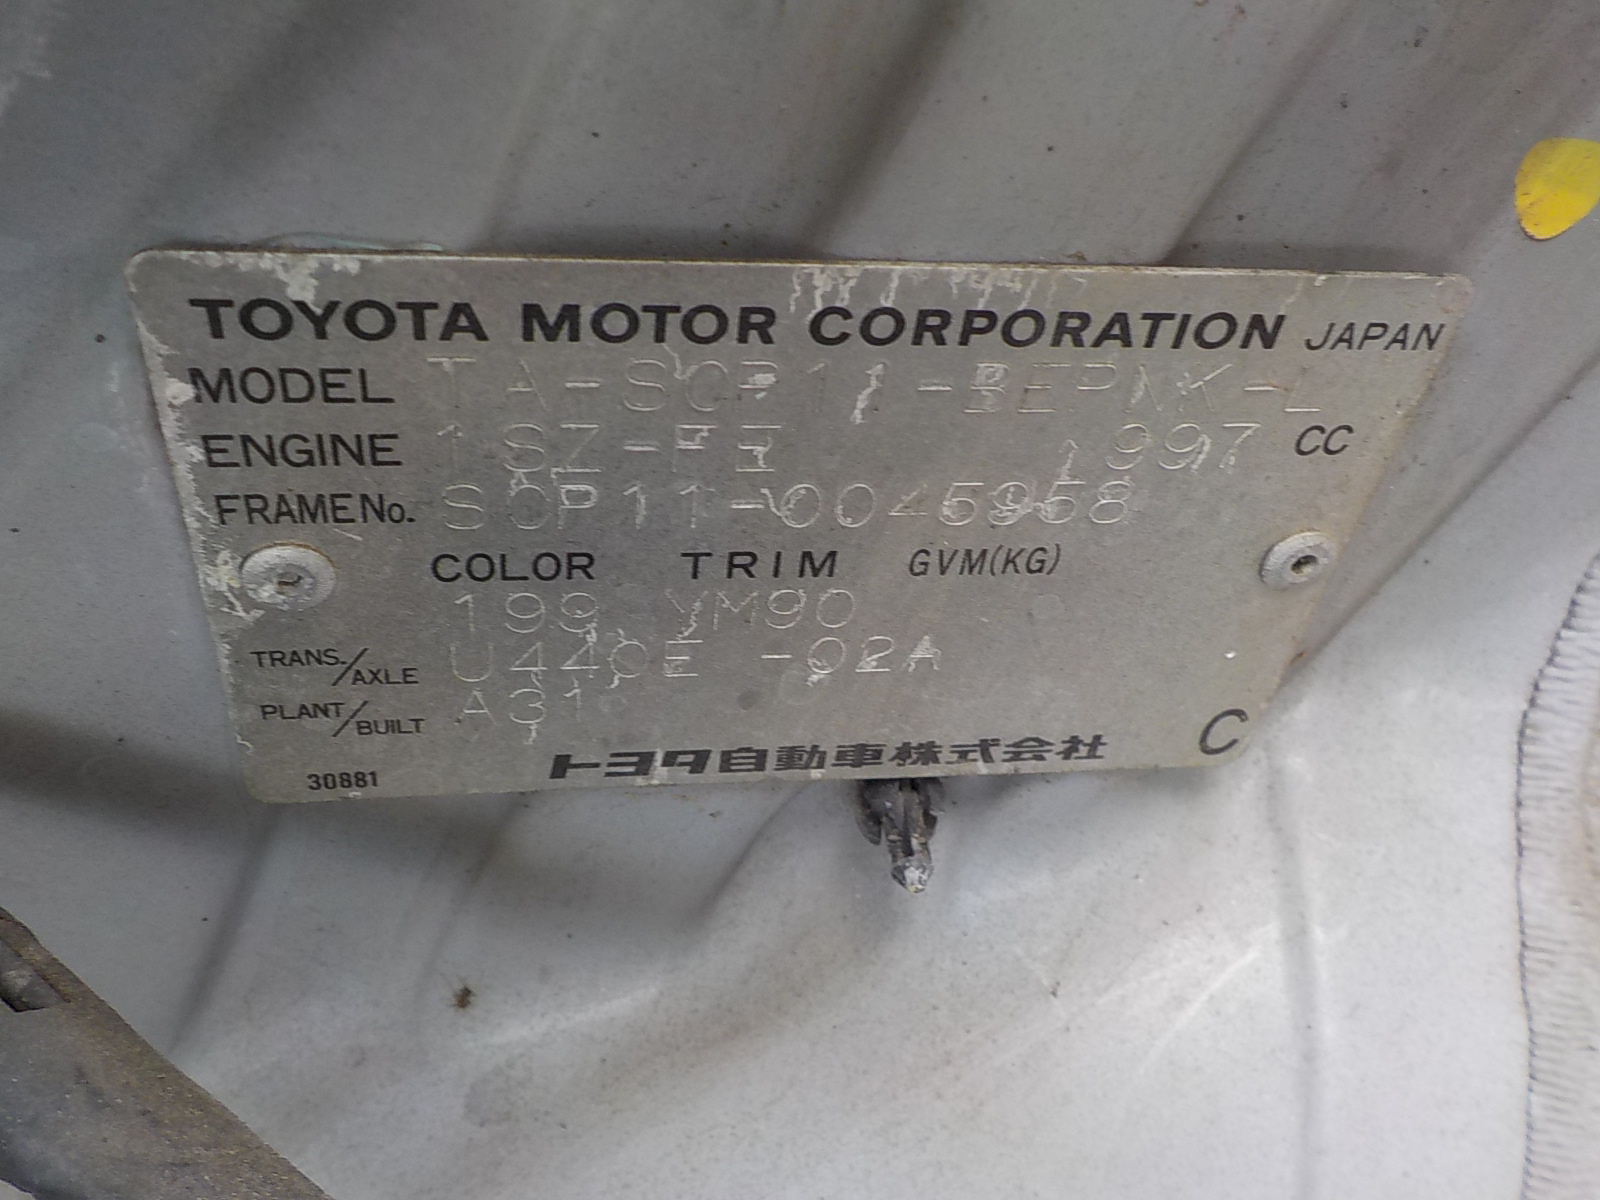 TOYOTA MOTOR CORPORATION JAPAN
MODEL TA-SCP11-BEPNK-L
ENGINE 1SZ-FE 997 CC
FRAME No. SCP11-0045958
COLOR TRIM GVM(KG)
199 YM90
TRANS./AXLE U440E -02A
PLANT/BUILT A31
トヨタ自動車株式会社 C
30881